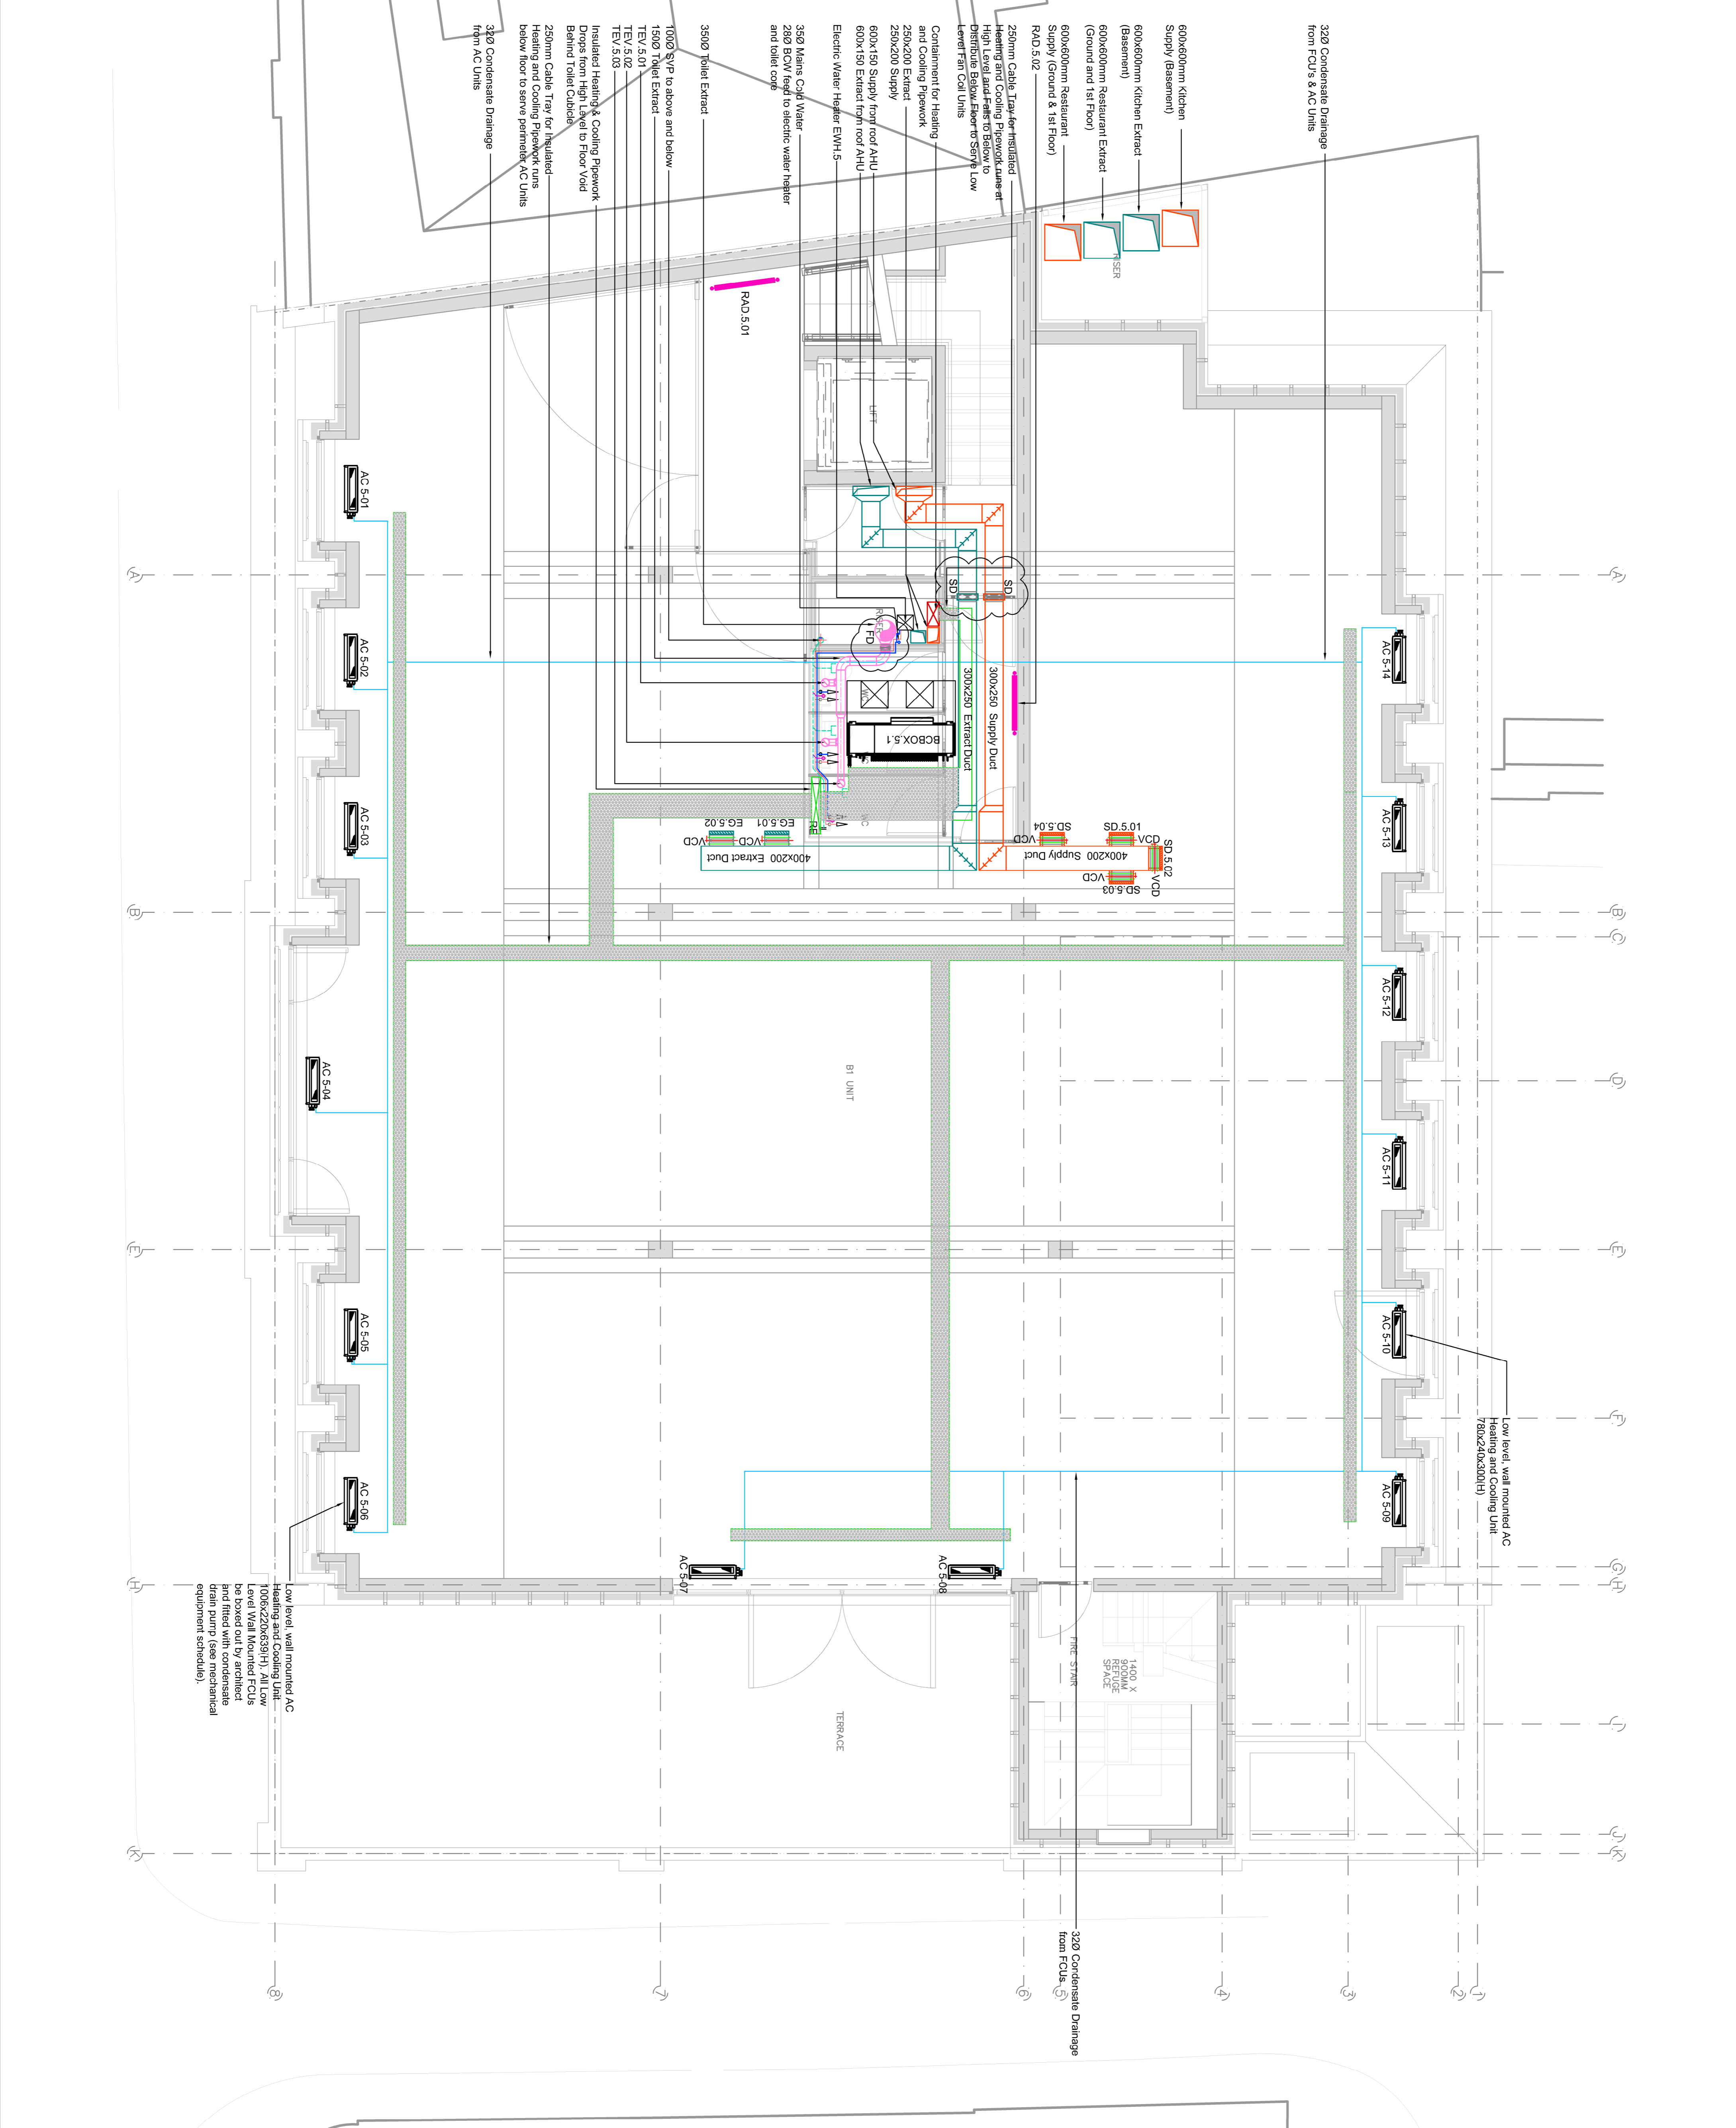 320 Condensate Drainage
from FCU's & AC Units
600x600mm Kitchen
Supply (Basement)
600x600mm Kitchen Extract
(Basement)
600x600mm Restaurant Extract
(Ground and 1st Floor)
600x600mm Restaurant
Supply (Ground & 1st Floor)
RAD.5.02
250mm Cable Tray for Insulated
Heating and Cooling Pipework runs at
High Level and Falls to Below to
Distribute Below Floor to Serve Low
Level Fan Coil Units
Containment for Heating
and Cooling Pipework
250x200 Extract
250x200 Supply
600x150 Supply from roof AHU
600x150 Extract from roof AHU
Electric Water Heater EWH.5
35Ø Mains Cold Water
28Ø BCW feed to electric water heater
and toilet core
350Ø Toilet Extract
100Ø SVP to above and below
150Ø Toilet Extract
TEV.5.01
TEV.5.02
TEV.5.03
Insulated Heating & Cooling Pipework
Drops from High Level to Floor Void
Behind Toilet Cubicle
250mm Cable Tray for Insulated
Heating and Cooling Pipework runs
below floor to serve perimeter AC Units
32Ø Condensate Drainage
from AC Units
RISER
RAD.5.01
LIFT
SD
SD
RISER
FD
WC
WC
WC
BCBOX.5.1
300x250 Supply Duct
300x250 Extract Duct
RE
EG.5.02
VCD
EG.5.01
VCD
400x200 Extract Duct
400x200 Supply Duct
SD.5.04
VCD
SD.5.01
VCD
SD.5.02
VCD
SD.5.03
VCD
AC 5-14
AC 5-13
AC 5-12
AC 5-11
AC 5-10
AC 5-09
AC 5-01
AC 5-02
AC 5-03
AC 5-04
AC 5-05
AC 5-06
AC 5-07
AC 5-08
B1 UNIT
Low level, wall mounted AC
Heating and Cooling Unit
780x240x300(H)
Low level, wall mounted AC
Heating and Cooling Unit
1006x220x639(H). All Low
Level Wall Mounted FCUs
be boxed out by architect
and fitted with condensate
drain pump (see mechanical
equipment schedule).
FIRE STAIR
1400 X
900MM
REFUGE
SPACE
TERRACE
32Ø Condensate Drainage
from FCUs
A
B
C
D
E
F
G
H
I
J
K
A
B
E
H
K
1
2
3
4
5
6
7
8